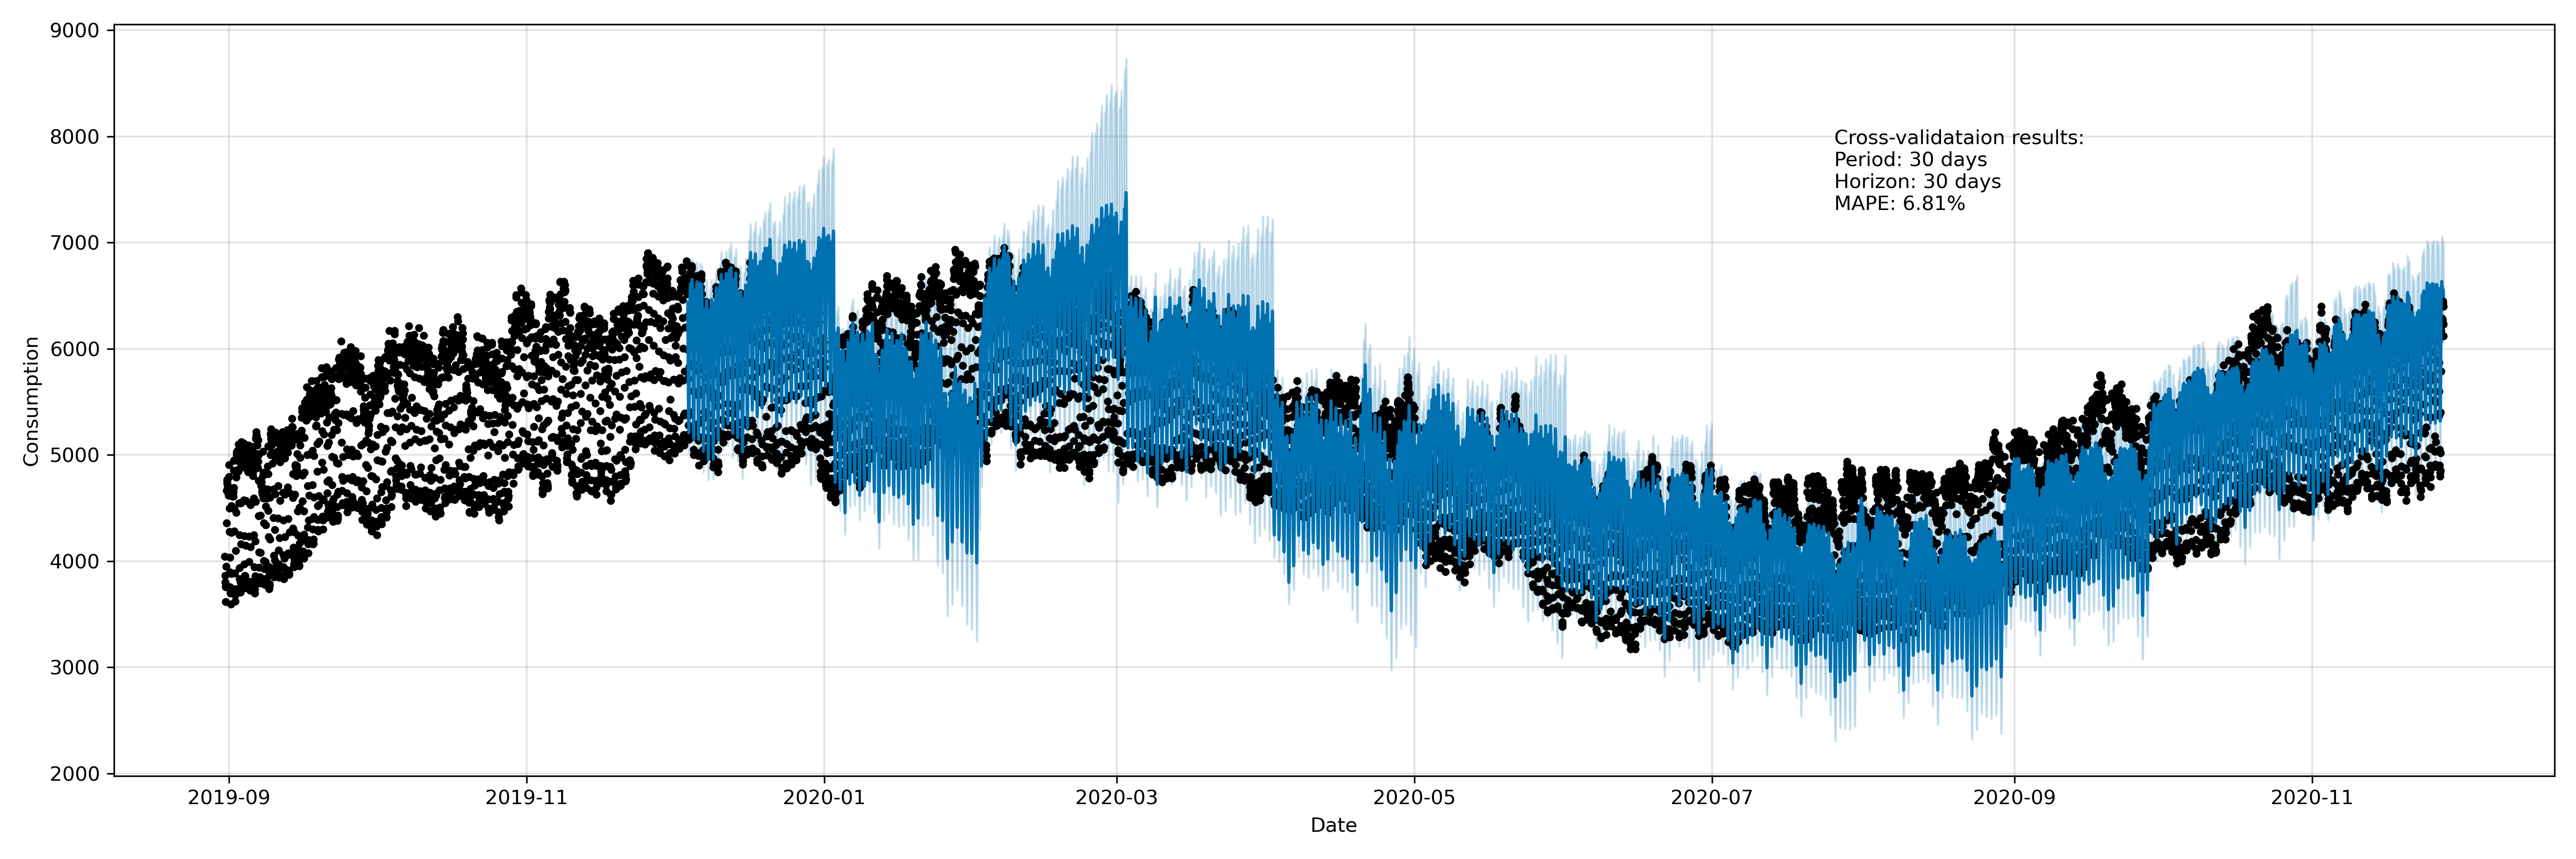 9000
8000
7000
6000
5000
4000
3000
2000
Consumption
Cross-validataion results:
Period: 30 days
Horizon: 30 days
MAPE: 6.81%
2019-09 2019-11 2020-01 2020-03 2020-05 2020-07 2020-09 2020-11
Date